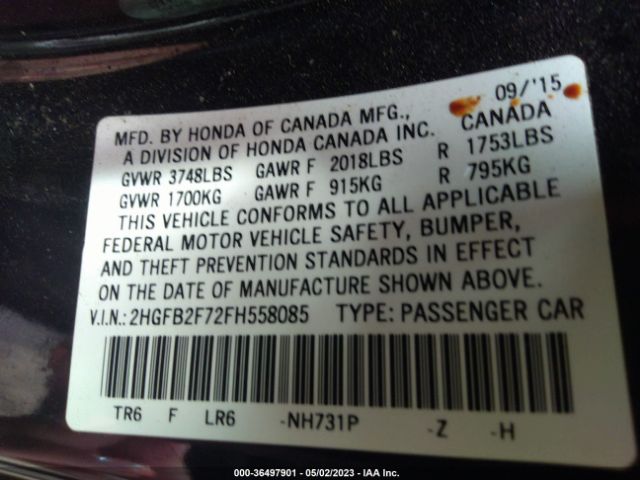 09/'15
MFD. BY HONDA OF CANADA MFG., CANADA
A DIVISION OF HONDA CANADA INC.
GVWR 3748LBS GAWR F 2018LBS R 1753LBS
GVWR 1700KG GAWR F 915KG R 795KG
THIS VEHICLE CONFORMS TO ALL APPLICABLE
FEDERAL MOTOR VEHICLE SAFETY, BUMPER,
AND THEFT PREVENTION STANDARDS IN EFFECT
ON THE DATE OF MANUFACTURE SHOWN ABOVE.
V.I.N.: 2HGFB2F72FH558085 TYPE: PASSENGER CAR
TR6 F LR6 -NH731P -Z -H
000-36497901 - 05/02/2023 - IAA Inc.